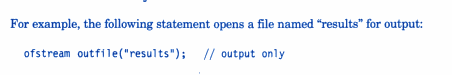 For example, the following statement opens a file named “results” for output:
ofstream outfile("results");   // output only